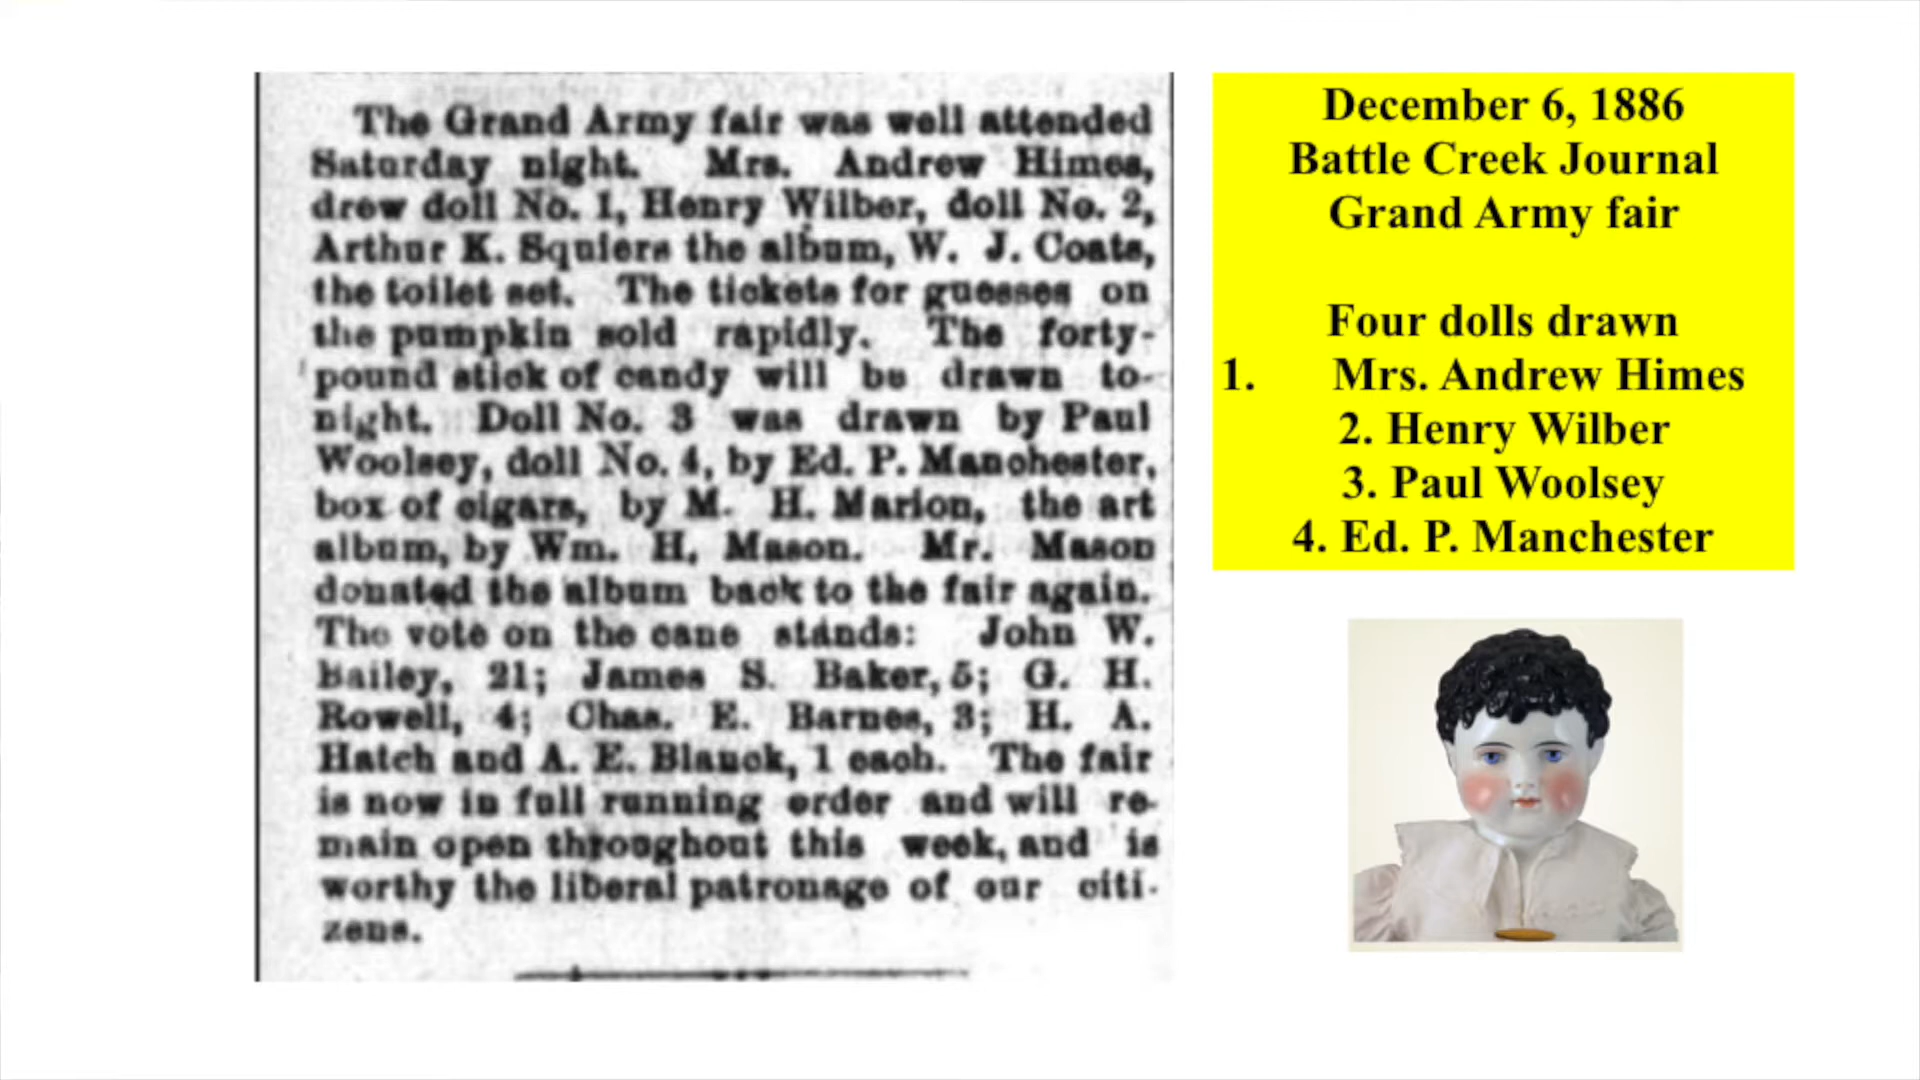 The Grand Army fair was well attended
Saturday night. Mrs. Andrew Himes,
drew doll No. 1, Henry Wilber, doll No. 2,
Arthur K. Squiers the album, W. J. Coats,
the toilet set. The tickets for guesses on
the pumpkin sold rapidly. The forty-
pound stick of candy will be drawn to-
night. Doll No. 3 was drawn by Paul
Woolsey, doll No. 4, by Ed. P. Manchester,
box of cigars, by M. H. Marion, the art
album, by Wm. H. Mason. Mr. Mason
donated the album back to the fair again.
The vote on the cane stands: John W.
Bailey, 21; James S. Baker, 5; G. H.
Rowell, 4; Chas. E. Barnes, 3; H. A.
Hatch and A. E. Blauck, 1 each. The fair
is now in full running order and will re-
main open throughout this week, and is
worthy the liberal patronage of our citi-
zens.
December 6, 1886
Battle Creek Journal
Grand Army fair
Four dolls drawn
1. Mrs. Andrew Himes
2. Henry Wilber
3. Paul Woolsey
4. Ed. P. Manchester